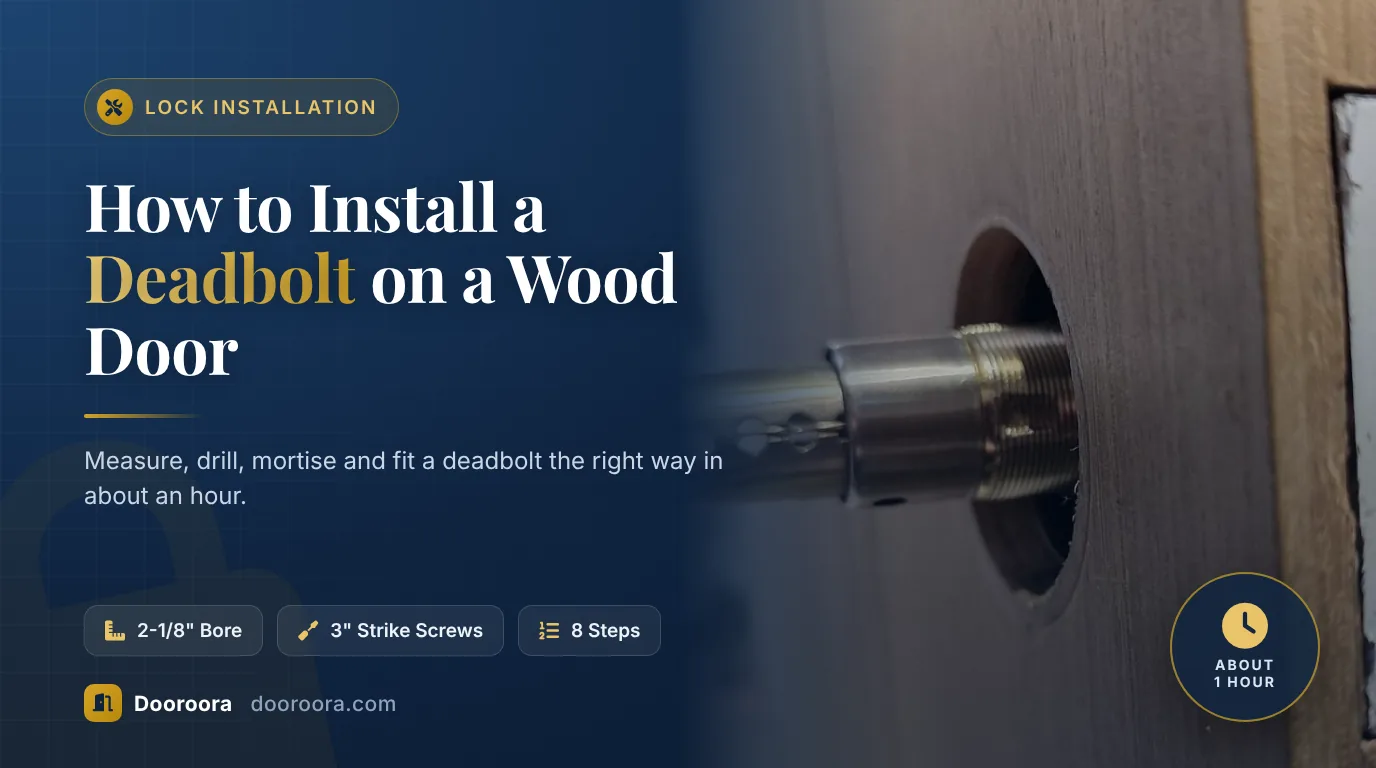 LOCK INSTALLATION
How to Install a
Deadbolt on a Wood
Door
Measure, drill, mortise and fit a deadbolt the right way in
about an hour.
2-1/8" Bore
3" Strike Screws
8 Steps
Dooroora dooroora.com
ABOUT
1 HOUR